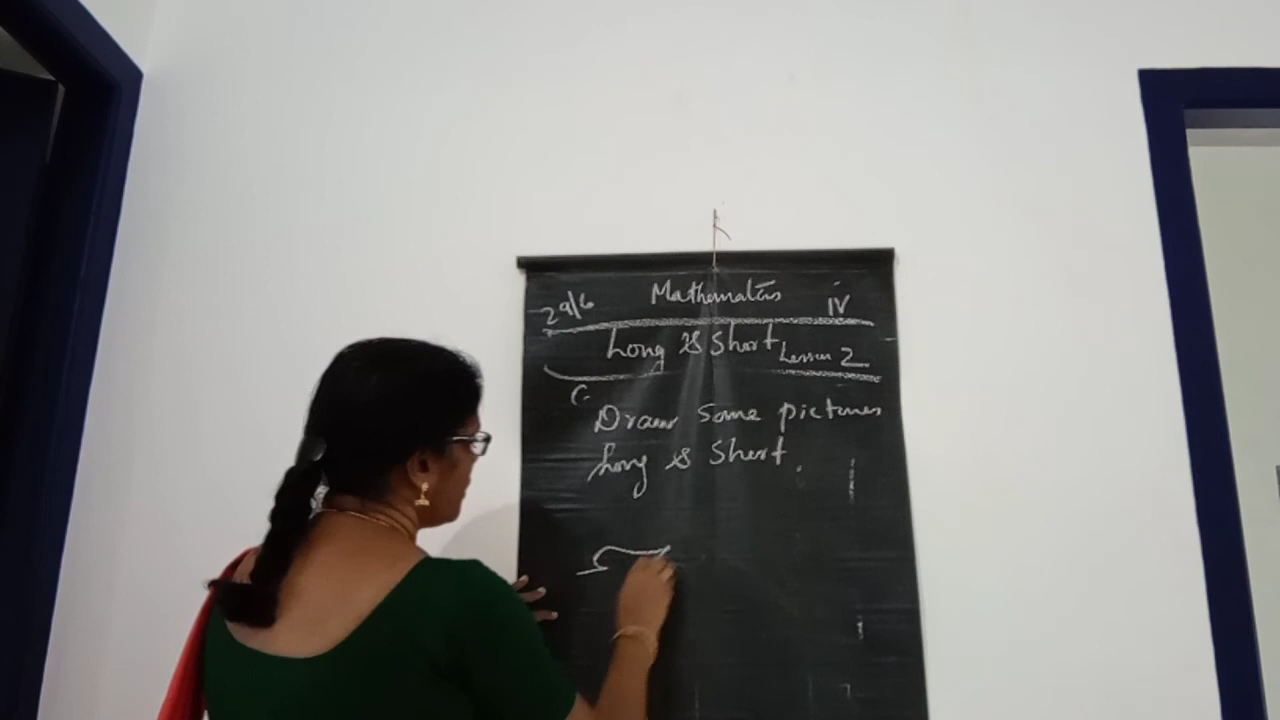 29/6 Mathematics IV
Long & Short Lesson 2
Draw some pictures
Long & Short.